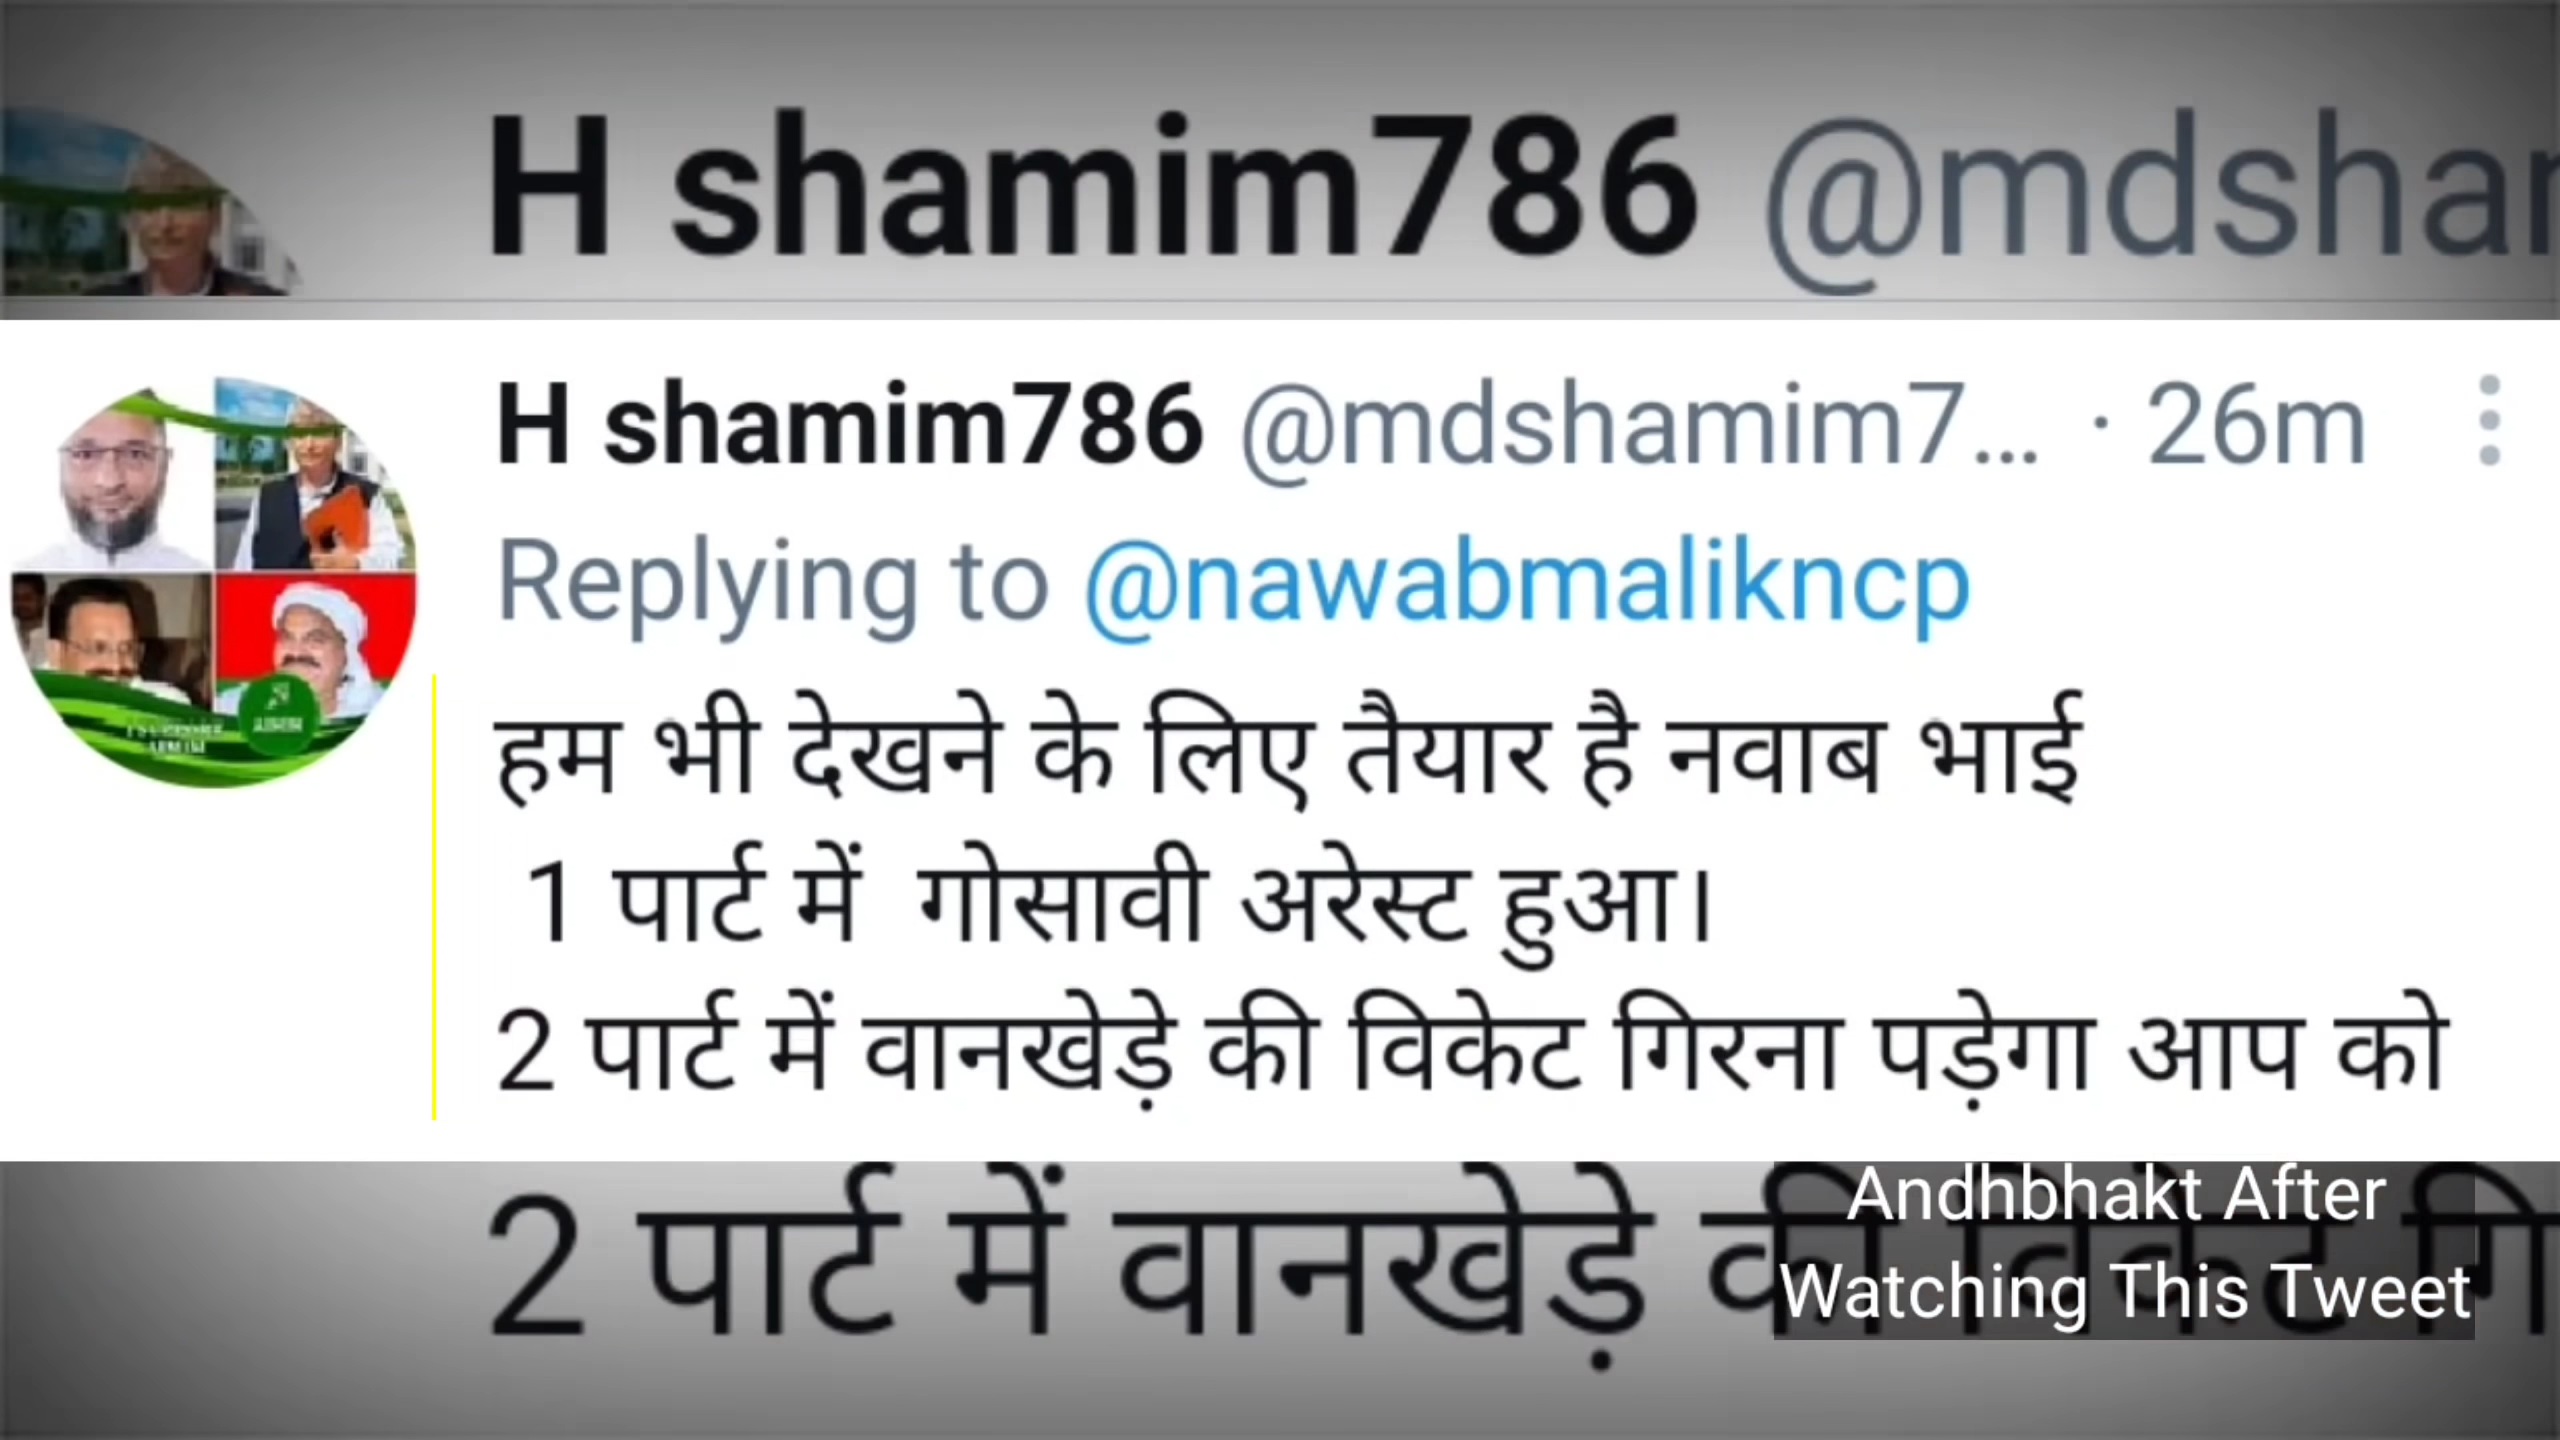 H shamim786 @mdshar
H shamim786 @mdshamim7... · 26m
Replying to @nawabmalikncp
हम भी देखने के लिए तैयार है नवाब भाई
1 पार्ट में गोसावी अरेस्ट हुआ।
2 पार्ट में वानखेड़े की विकेट गिरना पड़ेगा आप को
2 पार्ट में वानखेड़े की विकेट गि
Andhbhakt After
Watching This Tweet